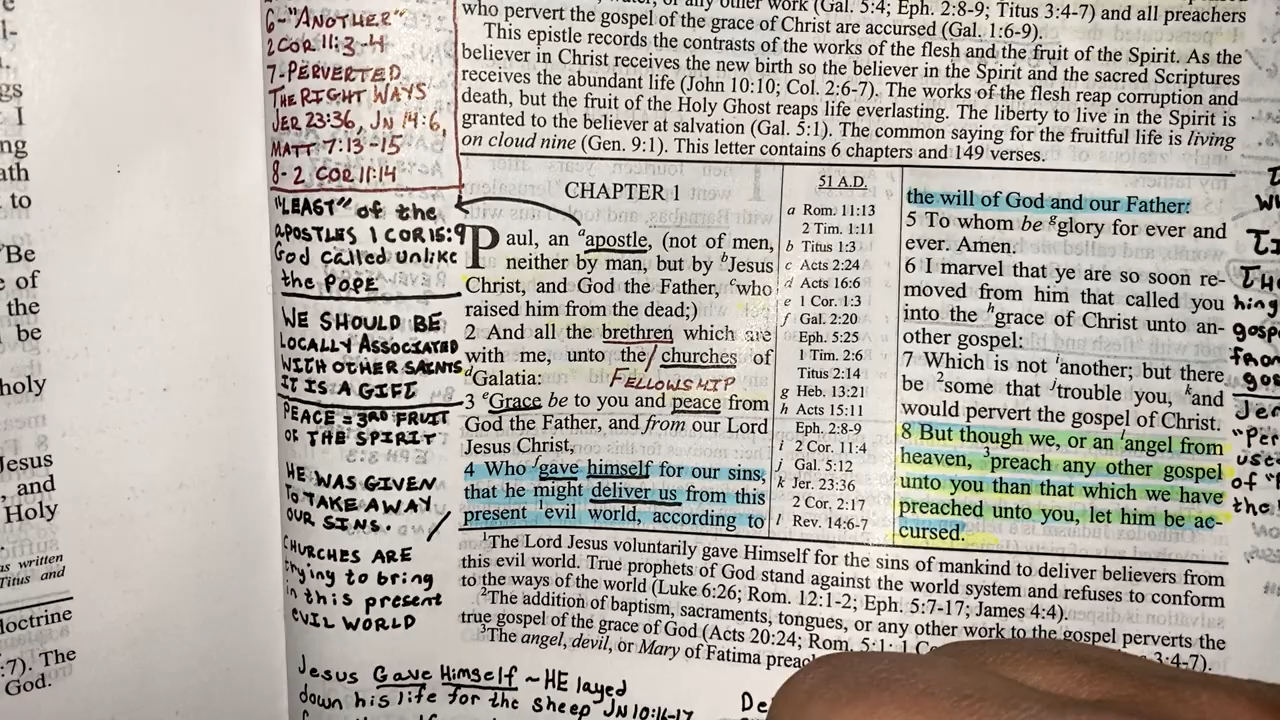 who pervert the gospel of the grace of Christ are accursed (Gal. 1:6-9).
This epistle records the contrasts of the works of the flesh and the fruit of the Spirit. As the
believer in Christ receives the new birth so the believer in the Spirit and the sacred Scriptures
receives the abundant life (John 10:10; Col. 2:6-7). The works of the flesh reap corruption and
death, but the fruit of the Holy Ghost reaps life everlasting. The liberty to live in the Spirit is
granted to the believer at salvation (Gal. 5:1). The common saying for the fruitful life is living
on cloud nine (Gen. 9:1). This letter contains 6 chapters and 149 verses.
6-"ANOTHER"
2 COR 11:3-4
7-PERVERTED
THE RIGHT WAYS
JER 23:36, JN 14:6,
MATT 7:13-15
8- 2 COR 11:14
"LEAST" of the
APOSTLES 1 COR 15:9
God called unlike
the POPE
WE SHOULD BE
LOCALLY ASSOCIATED
WITH OTHER SAINTS
IT IS A GIFT
PEACE = 3RD FRUIT
OF THE SPIRIT
HE WAS GIVEN
TO TAKE AWAY
OUR SINS.
CHURCHES ARE
trying to bring
in this present
EVIL WORLD
CHAPTER 1
Paul, an aapostle, (not of men,
neither by man, but by bJesus
Christ, and God the Father, cwho
raised him from the dead;)
2 And all the brethren which are
with me, unto the / churches of
dGalatia:
FELLOWSHIP
3 eGrace be to you and peace from
God the Father, and from our Lord
Jesus Christ,
4 Who fgave himself for our sins,
that he might deliver us from this
present 1evil world, according to
51 A.D.
a Rom. 11:13
2 Tim. 1:11
b Titus 1:3
c Acts 2:24
d Acts 16:6
e 1 Cor. 1:3
f Gal. 2:20
Eph. 5:25
1 Tim. 2:6
Titus 2:14
g Heb. 13:21
h Acts 15:11
Eph. 2:8-9
i 2 Cor. 11:4
j Gal. 5:12
k Jer. 23:36
2 Cor. 2:17
l Rev. 14:6-7
the will of God and our Father:
5 To whom be gglory for ever and
ever. Amen.
6 I marvel that ye are so soon re-
moved from him that called you
into the hgrace of Christ unto an-
other gospel:
7 Which is not ianother; but there
be 2some that jtrouble you, kand
would pervert the gospel of Christ.
8 But though we, or an langel from
heaven, 3preach any other gospel
unto you than that which we have
preached unto you, let him be ac-
cursed.
1The Lord Jesus voluntarily gave Himself for the sins of mankind to deliver believers from
this evil world. True prophets of God stand against the world system and refuses to conform
to the ways of the world (Luke 6:26; Rom. 12:1-2; Eph. 5:7-17; James 4:4).
2The addition of baptism, sacraments, tongues, or any other work to the gospel perverts the
true gospel of the grace of God (Acts 20:24; Rom. 5:1; 1 3:4-7).
3The angel, devil, or Mary of Fatima
Jesus Gave Himself ~ HE layed
down his life for the sheep JN 10:16-17